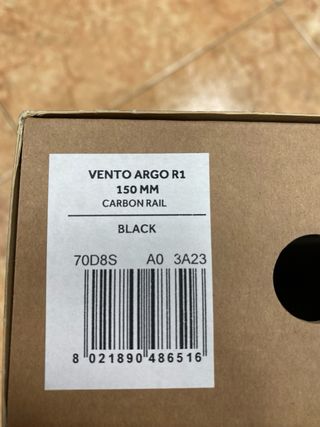 VENTO ARGO R1
150 MM
CARBON RAIL
BLACK
70D8S A0 3A23
8 021890 486516